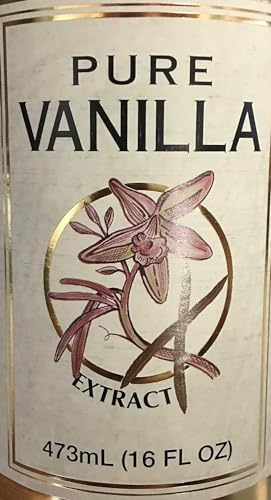 PURE
VANILLA
EXTRACT
473mL (16 FL OZ)